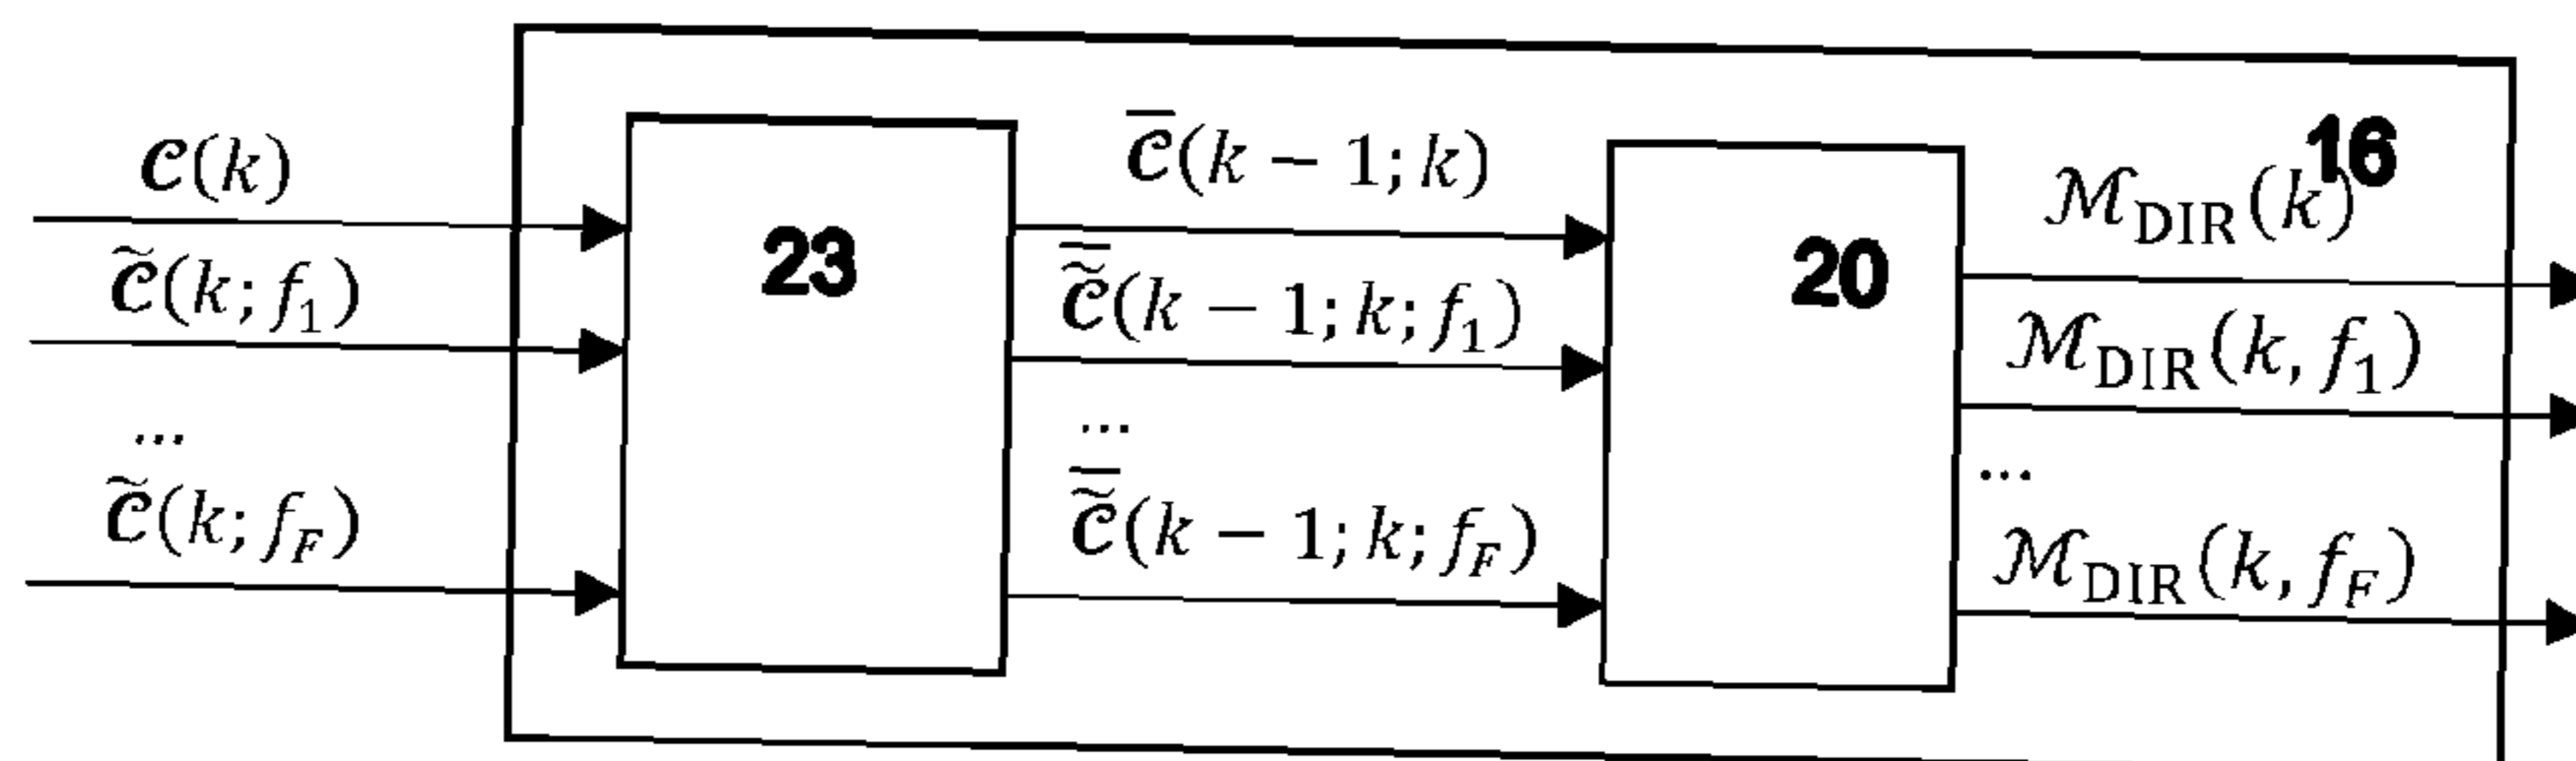 𝓒(k)
𝓒̃(k; f₁)
...
𝓒̃(k; f_F)
23
𝓒̅(k − 1; k)
𝓒̃̅̅(k − 1; k; f₁)
...
𝓒̃̅̅(k − 1; k; f_F)
20
16
ℳ_DIR(k)
ℳ_DIR(k, f₁)
...
ℳ_DIR(k, f_F)